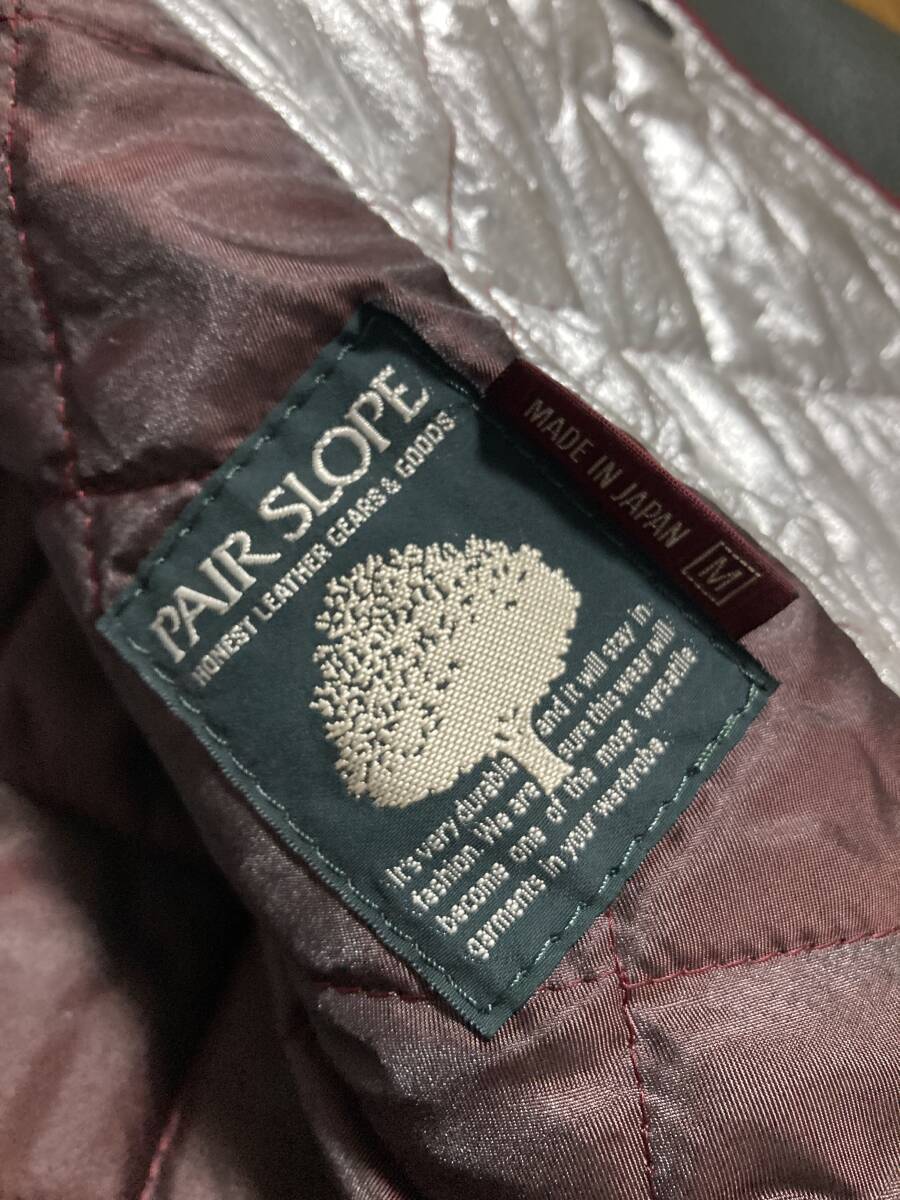 PAIR SLOPE
HONEST LEATHER GEARS & GOODS
MADE IN JAPAN [M]
It's very durable and it will stay in
fashion. We are sure this wear will
become one of the most versatile
garments in your wardrobe.